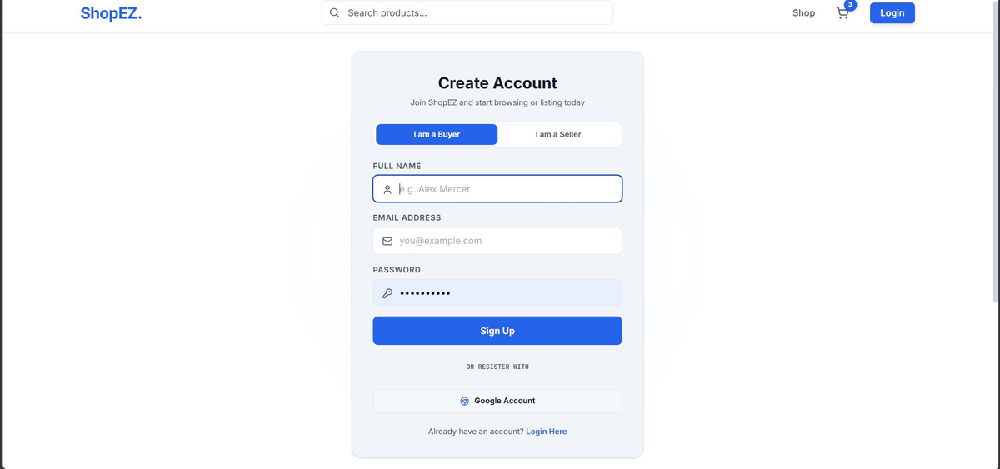 ShopEZ.
Search products...
Shop
3
Login
Create Account
Join ShopEZ and start browsing or listing today
I am a Buyer
I am a Seller
FULL NAME
e.g. Alex Mercer
EMAIL ADDRESS
you@example.com
PASSWORD
••••••••••
Sign Up
OR REGISTER WITH
Google Account
Already have an account? Login Here